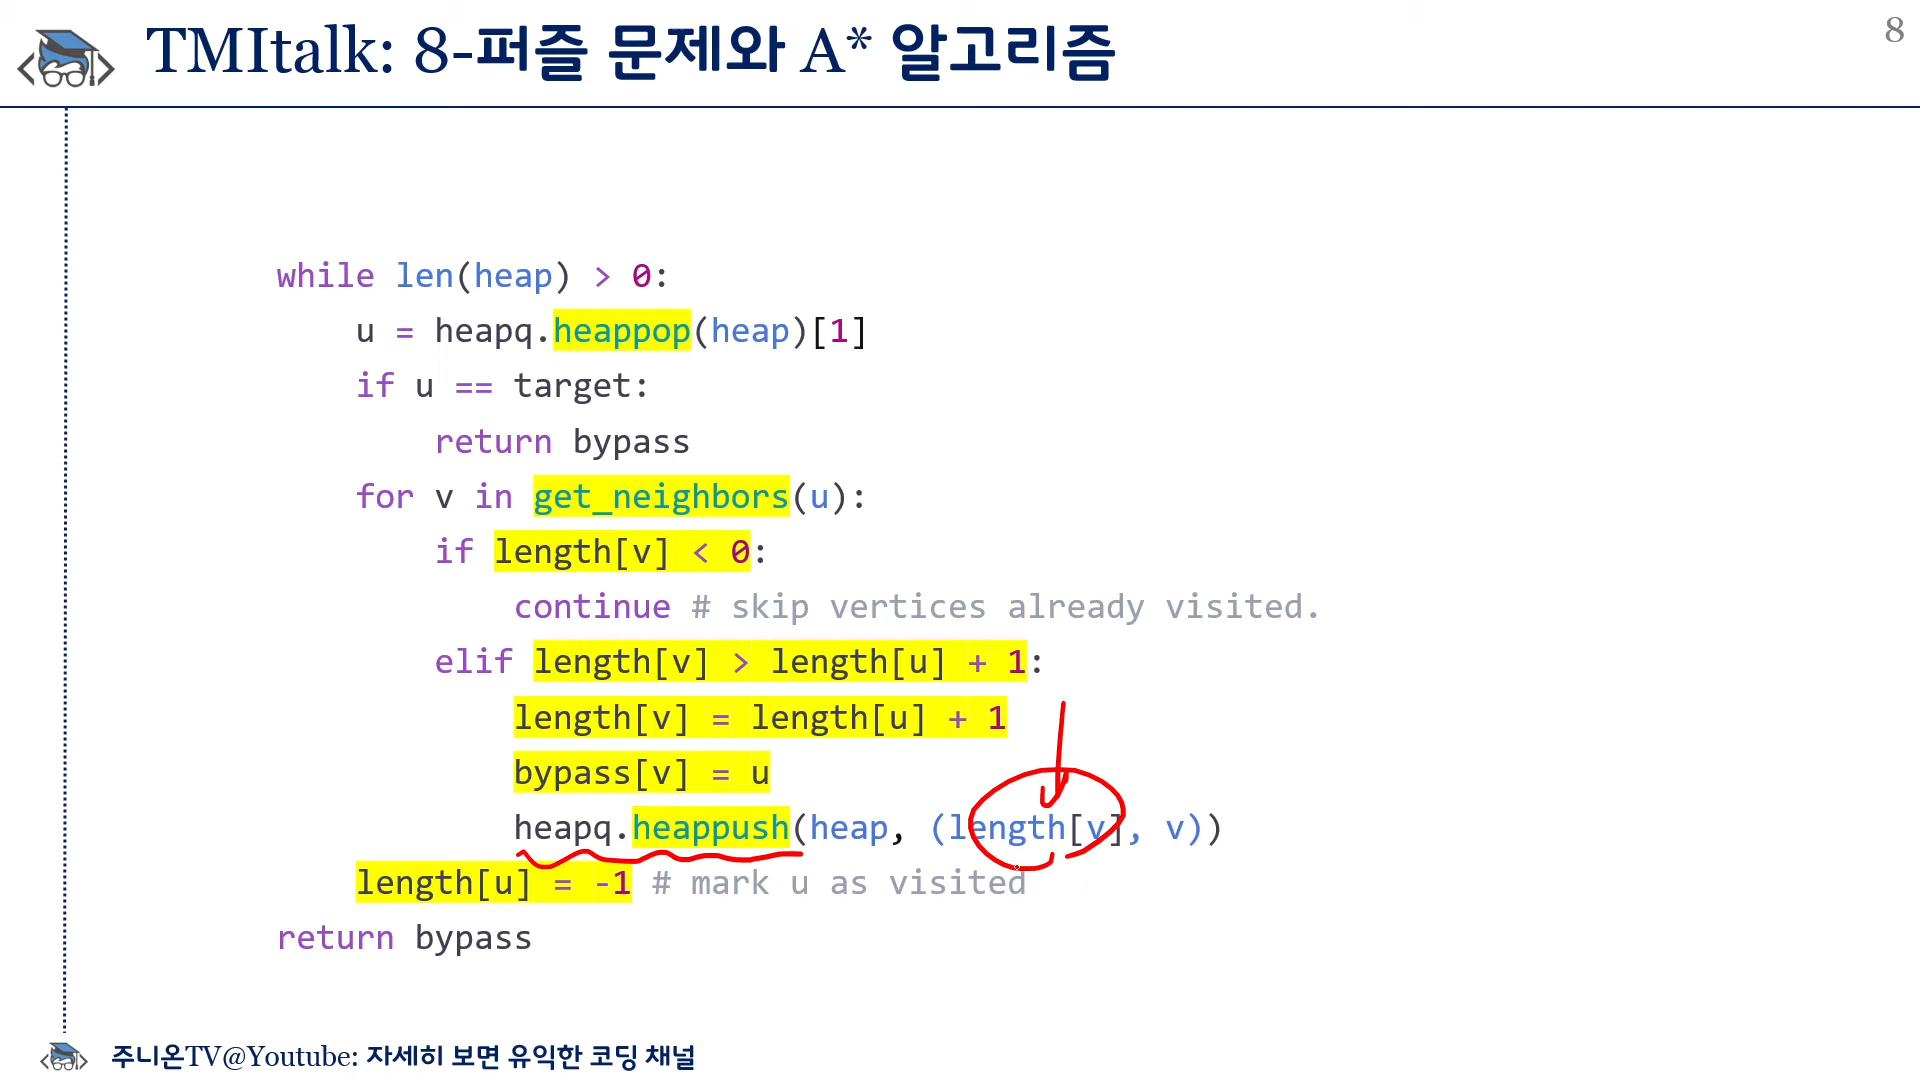 TMItalk: 8-퍼즐 문제와 A* 알고리즘
8
while len(heap) > 0:
    u = heapq.heappop(heap)[1]
    if u == target:
        return bypass
    for v in get_neighbors(u):
        if length[v] < 0:
            continue # skip vertices already visited.
        elif length[v] > length[u] + 1:
            length[v] = length[u] + 1
            bypass[v] = u
            heapq.heappush(heap, (length[v], v))
    length[u] = -1 # mark u as visited
return bypass
주니온TV@Youtube: 자세히 보면 유익한 코딩 채널